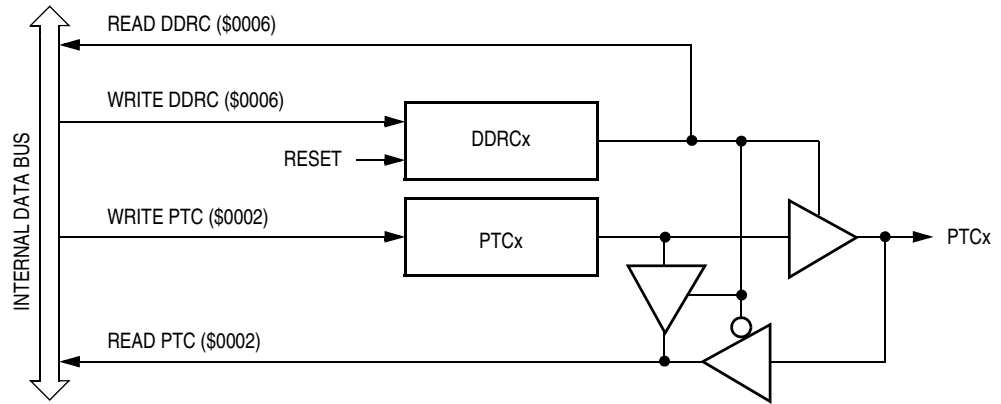 READ DDRC ($0006)
WRITE DDRC ($0006)
DDRCx
RESET
WRITE PTC ($0002)
PTCx
PTCx
READ PTC ($0002)
INTERNAL DATA BUS